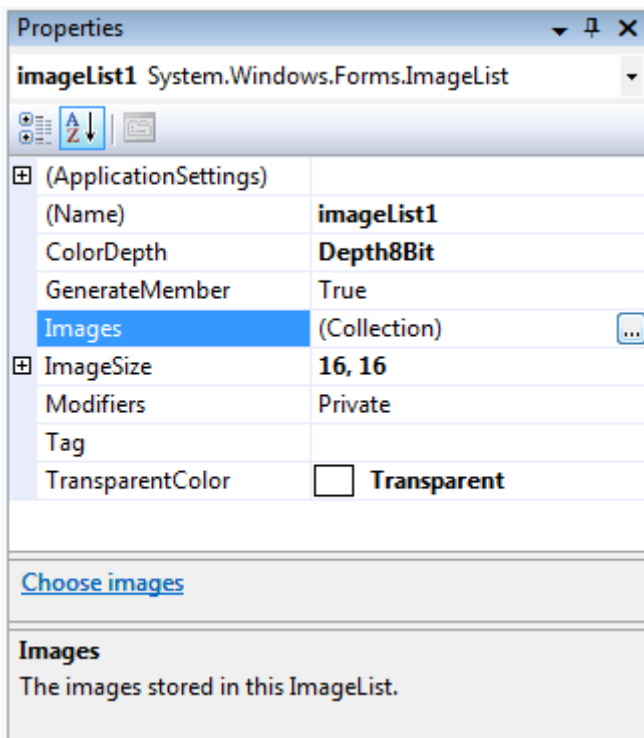 Properties
imageList1 System.Windows.Forms.ImageList
(ApplicationSettings)
(Name) imageList1
ColorDepth Depth8Bit
GenerateMember True
Images (Collection) ...
ImageSize 16, 16
Modifiers Private
Tag
TransparentColor Transparent
Choose images
Images
The images stored in this ImageList.